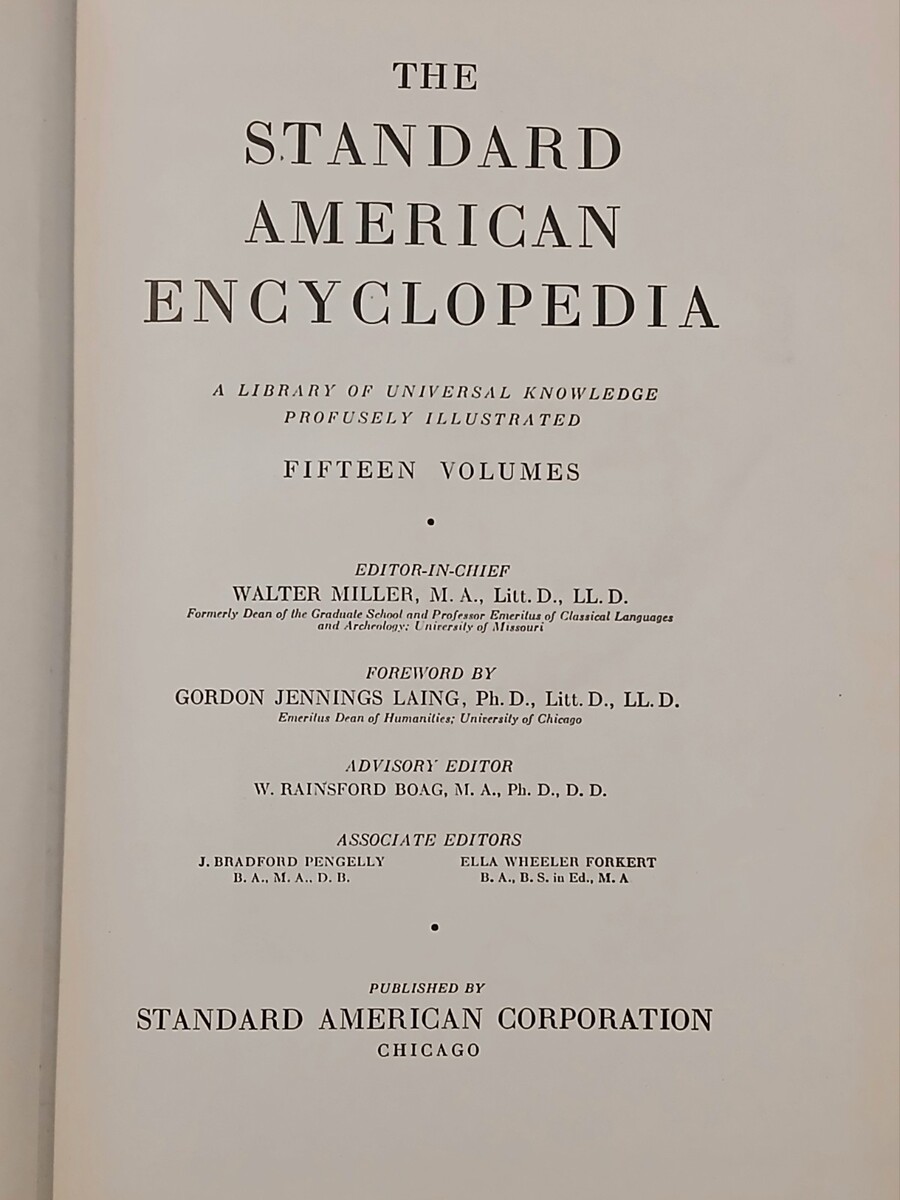 THE
STANDARD
AMERICAN
ENCYCLOPEDIA
A LIBRARY OF UNIVERSAL KNOWLEDGE
PROFUSELY ILLUSTRATED
FIFTEEN VOLUMES
•
EDITOR-IN-CHIEF
WALTER MILLER, M. A., Litt. D., LL. D.
Formerly Dean of the Graduate School and Professor Emeritus of Classical Languages
and Archeology; University of Missouri
FOREWORD BY
GORDON JENNINGS LAING, Ph. D., Litt. D., LL. D.
Emeritus Dean of Humanities; University of Chicago
ADVISORY EDITOR
W. RAINSFORD BOAG, M. A., Ph. D., D. D.
ASSOCIATE EDITORS
J. BRADFORD PENGELLY
B. A., M. A., D. B.
ELLA WHEELER FORKERT
B. A., B. S. in Ed., M. A
•
PUBLISHED BY
STANDARD AMERICAN CORPORATION
CHICAGO